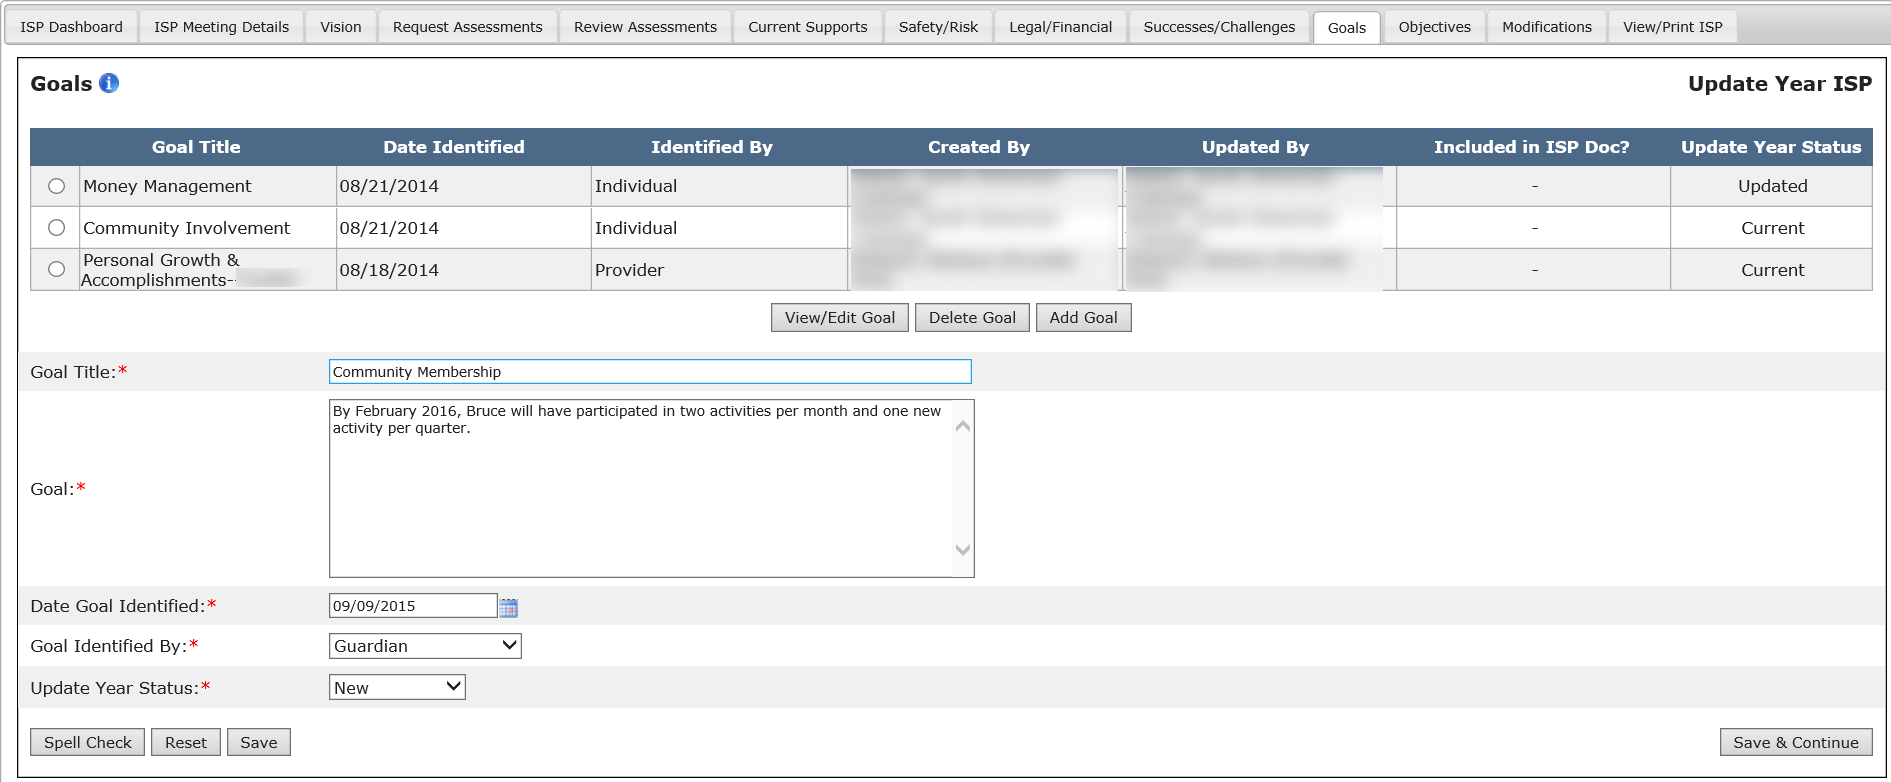 ISP Dashboard ISP Meeting Details Vision Request Assessments Review Assessments Current Supports Safety/Risk Legal/Financial Successes/Challenges Goals Objectives Modifications View/Print ISP
Goals i Update Year ISP
Goal Title Date Identified Identified By Created By Updated By Included in ISP Doc? Update Year Status
Money Management 08/21/2014 Individual - Updated
Community Involvement 08/21/2014 Individual - Current
Personal Growth &
Accomplishments- 08/18/2014 Provider - Current
View/Edit Goal Delete Goal Add Goal
Goal Title:* Community Membership
By February 2016, Bruce will have participated in two activities per month and one new
activity per quarter.
Goal:*
Date Goal Identified:* 09/09/2015
Goal Identified By:* Guardian
Update Year Status:* New
Spell Check Reset Save Save & Continue